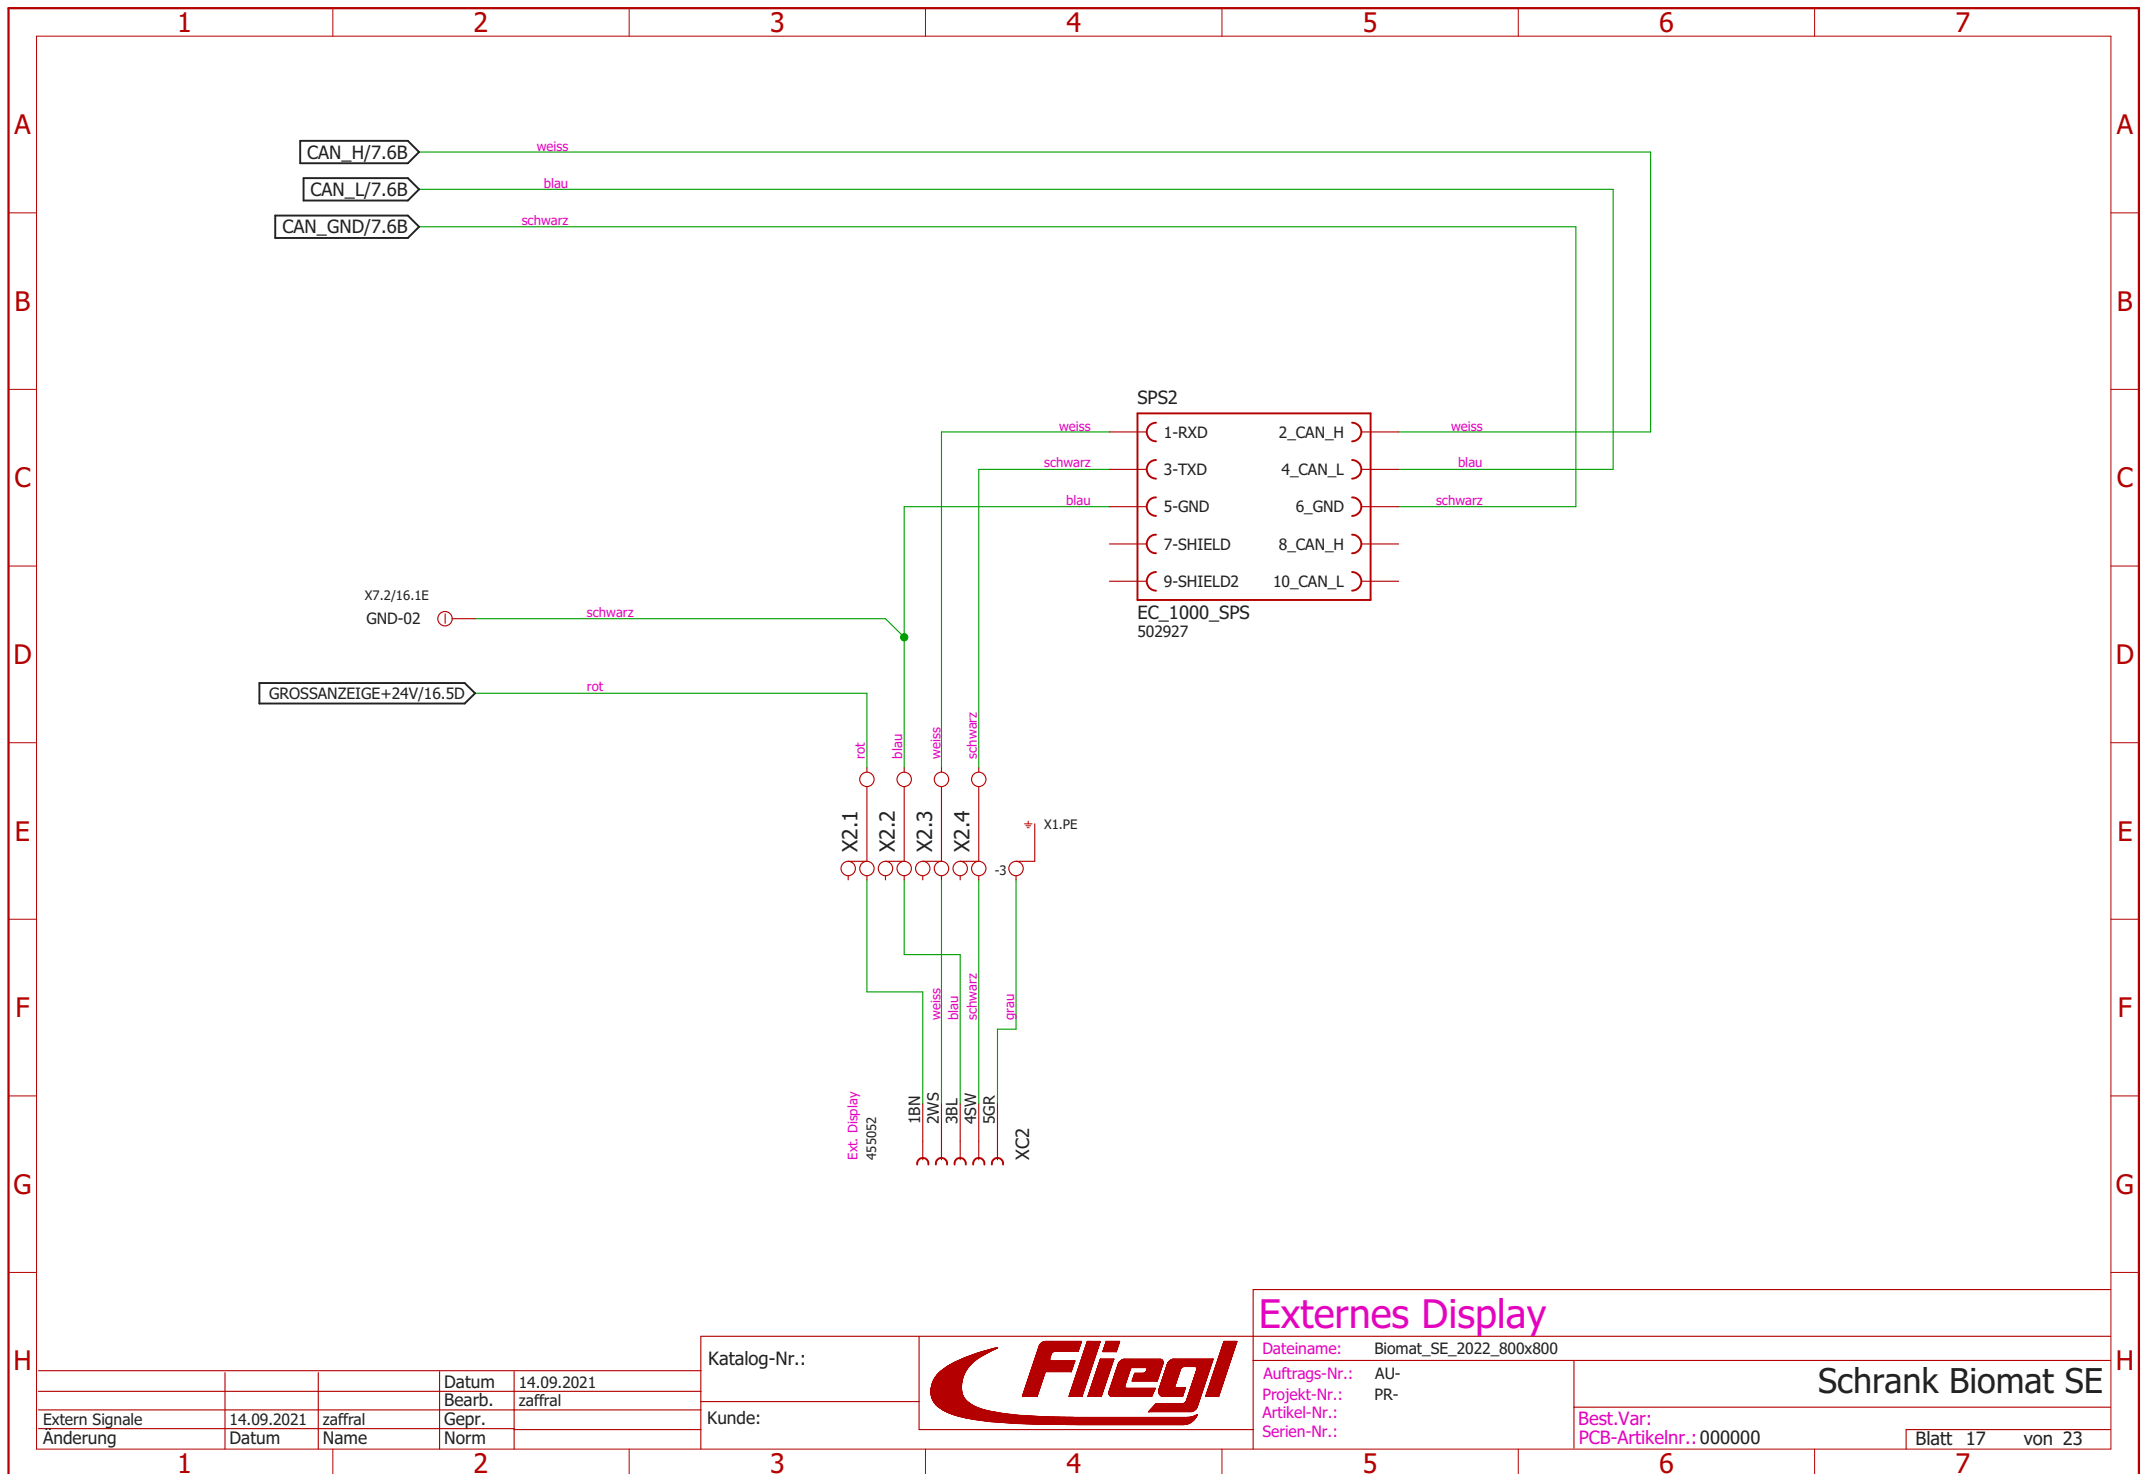 1 2 3 4 5 6 7
A A
CAN_H/7.6B weiss
CAN_L/7.6B blau
CAN_GND/7.6B schwarz
B B
SPS2
weiss 1-RXD 2_CAN_H weiss
schwarz 3-TXD 4_CAN_L blau
C C
blau 5-GND 6_GND schwarz
7-SHIELD 8_CAN_H
9-SHIELD2 10_CAN_L
EC_1000_SPS
502927
X7.2/16.1E
GND-02 schwarz
D D
GROSSANZEIGE+24V/16.5D rot
rot blau weiss schwarz
X2.1 X2.2 X2.3 X2.4
E E
X1.PE
-3
F F
weiss blau schwarz grau
Ext. Display
455052
1BN 2WS 3BL 4SW 5GR
XC2
G G
H H
Externes Display
Dateiname: Biomat_SE_2022_800x800
Auftrags-Nr.: AU-
Projekt-Nr.: PR-
Artikel-Nr.:
Serien-Nr.:
Schrank Biomat SE
Best.Var:
PCB-Artikelnr.: 000000
Blatt 17 von 23
Katalog-Nr.:
Kunde:
Fliegl
Datum 14.09.2021
Bearb. zaffral
Extern Signale 14.09.2021 zaffral Gepr.
Änderung Datum Name Norm
1 2 3 4 5 6 7